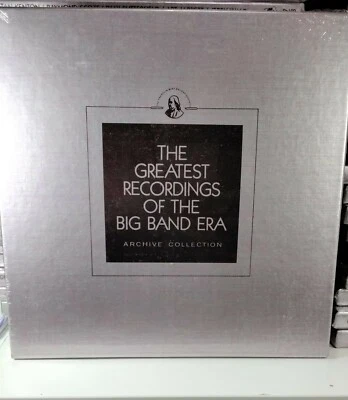 THE
GREATEST
RECORDINGS
OF THE
BIG BAND ERA
ARCHIVE COLLECTION